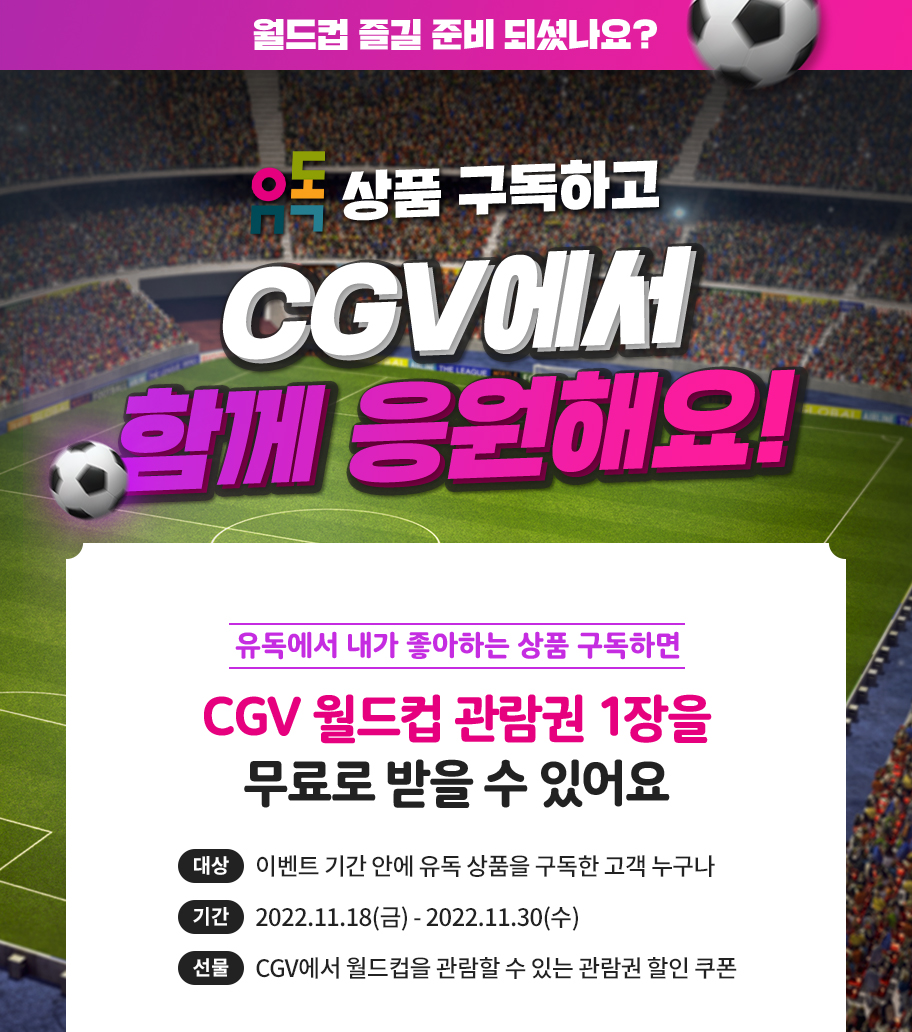 월드컵 즐길 준비 되셨나요?
유독 상품 구독하고
CGV에서
THE LEAGUE
함께 응원해요!
유독에서 내가 좋아하는 상품 구독하면
CGV 월드컵 관람권 1장을
무료로 받을 수 있어요
대상 이벤트 기간 안에 유독 상품을 구독한 고객 누구나
기간 2022.11.18(금) - 2022.11.30(수)
선물 CGV에서 월드컵을 관람할 수 있는 관람권 할인 쿠폰